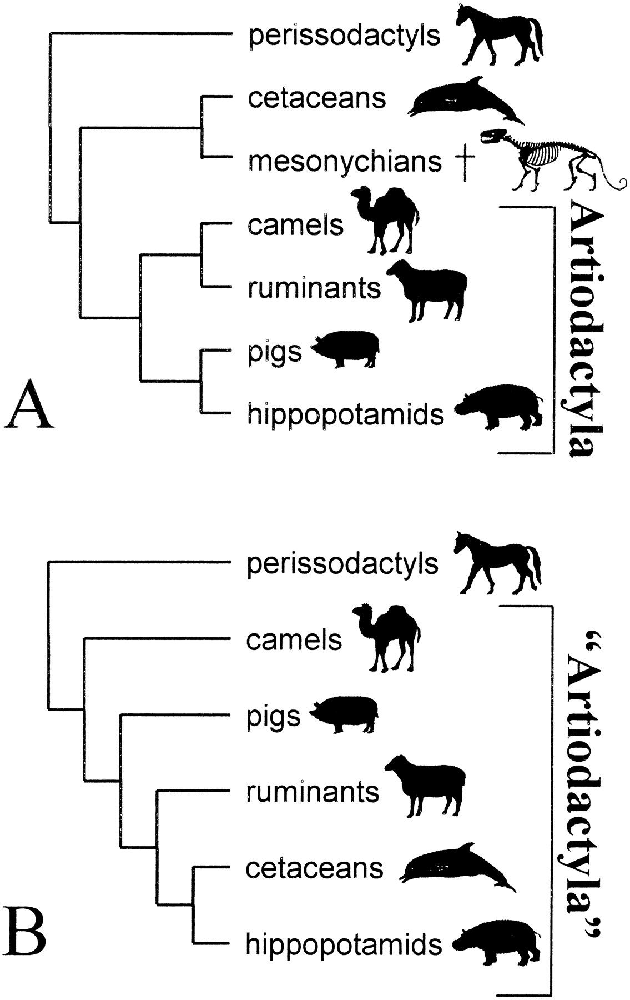 perissodactyls
cetaceans
mesonychians †
camels
ruminants
pigs
hippopotamids
Artiodactyla
A
perissodactyls
camels
pigs
ruminants
cetaceans
hippopotamids
“Artiodactyla”
B